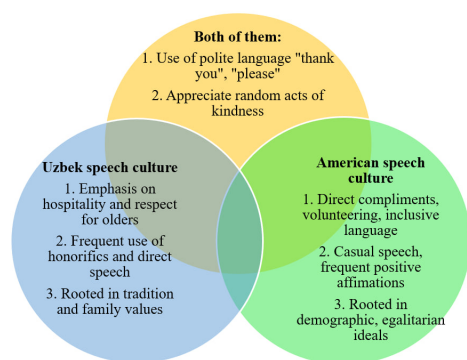 Both of them:
1. Use of polite language "thank
you", "please"
2. Appreciate random acts of
kindness
Uzbek speech culture
1. Emphasis on
hospitality and respect
for olders
2. Frequent use of
honorifics and direct
speech
3. Rooted in tradition
and family values
American speech
culture
1. Direct compliments,
volunteering, inclusive
language
2. Casual speech,
frequent positive
affimations
3. Rooted in
demographic, egalitarian
ideals